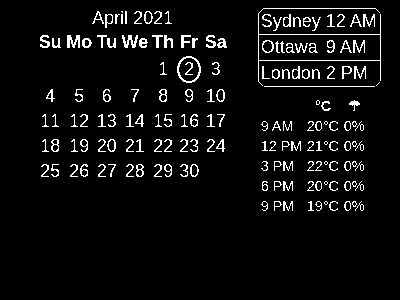 April 2021
Su Mo Tu We Th Fr Sa
1 2 3
4 5 6 7 8 9 10
11 12 13 14 15 16 17
18 19 20 21 22 23 24
25 26 27 28 29 30
Sydney 12 AM
Ottawa 9 AM
London 2 PM
°C
9 AM 20°C 0%
12 PM 21°C 0%
3 PM 22°C 0%
6 PM 20°C 0%
9 PM 19°C 0%